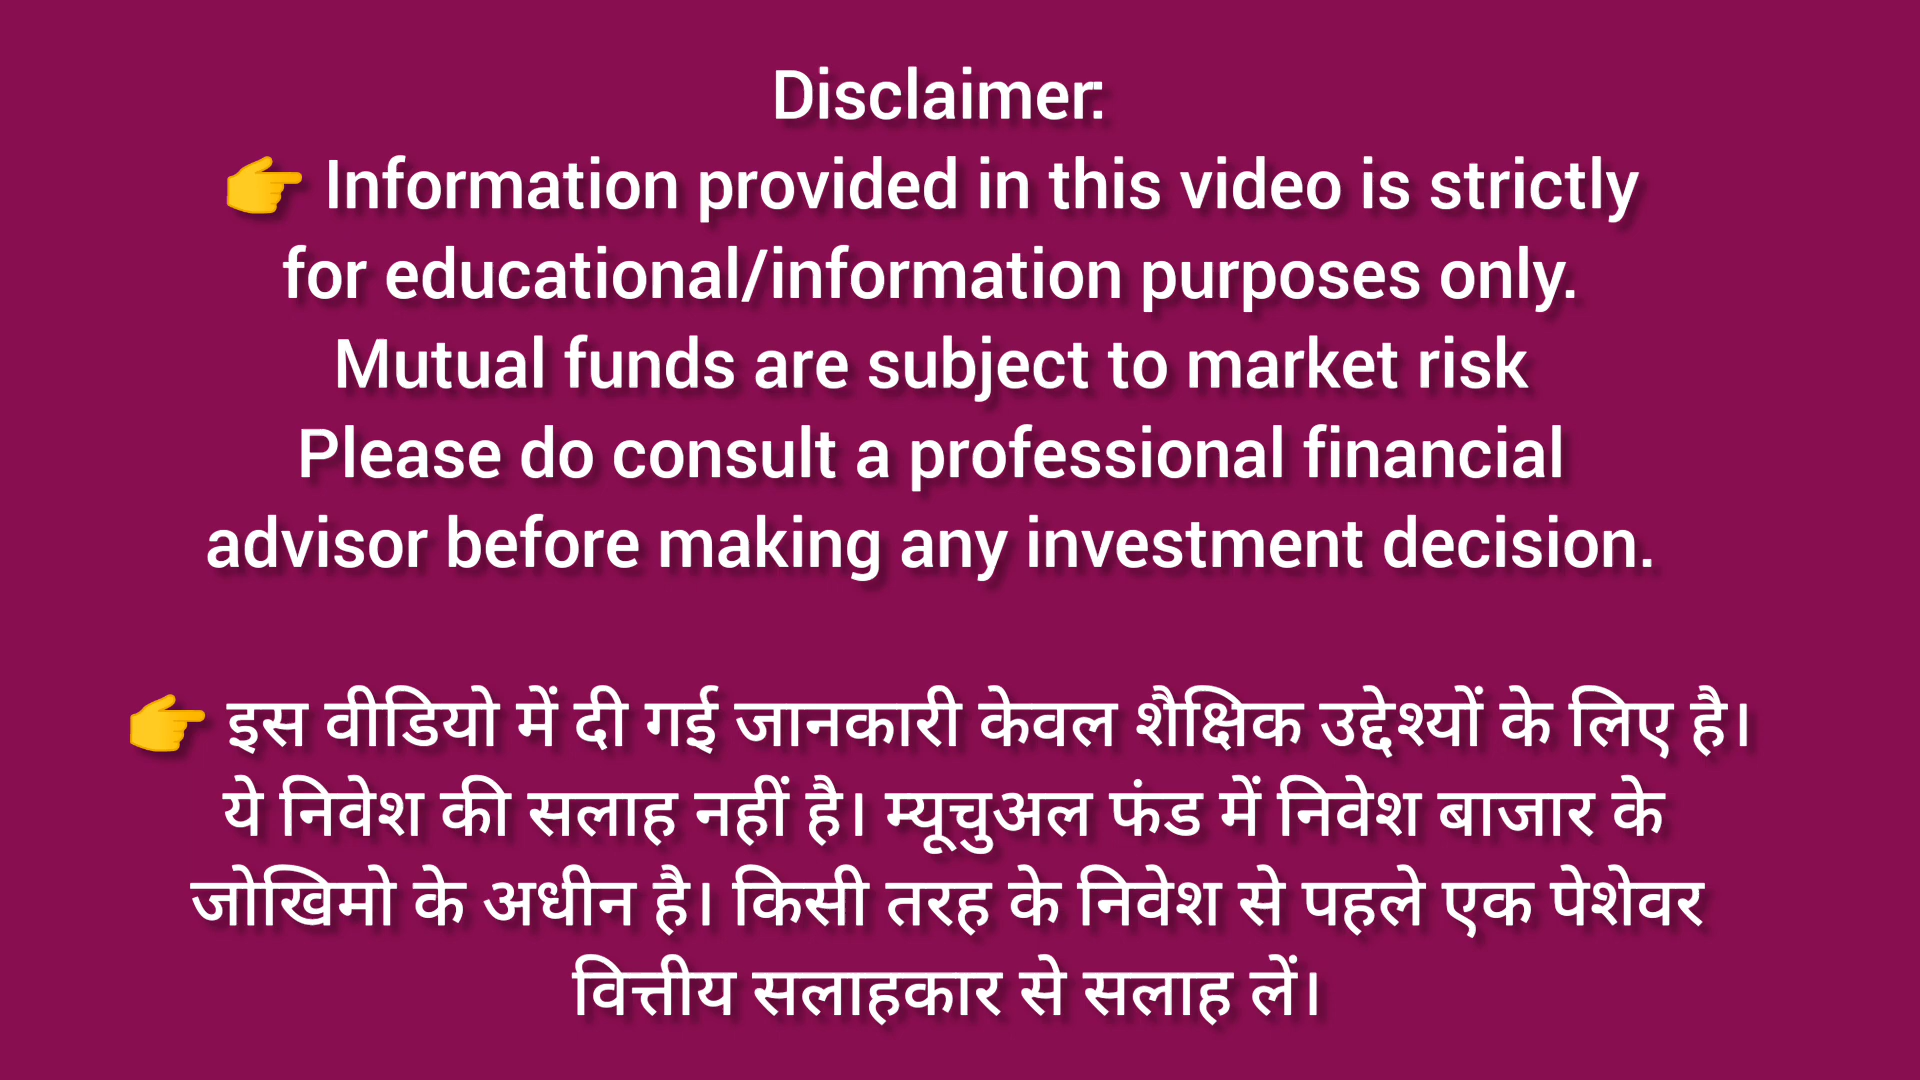 Disclaimer:
👉 Information provided in this video is strictly
for educational/information purposes only.
Mutual funds are subject to market risk
Please do consult a professional financial
advisor before making any investment decision.
👉 इस वीडियो में दी गई जानकारी केवल शैक्षिक उद्देश्यों के लिए है।
ये निवेश की सलाह नहीं है। म्यूचुअल फंड में निवेश बाजार के
जोखिमो के अधीन है। किसी तरह के निवेश से पहले एक पेशेवर
वित्तीय सलाहकार से सलाह लें।